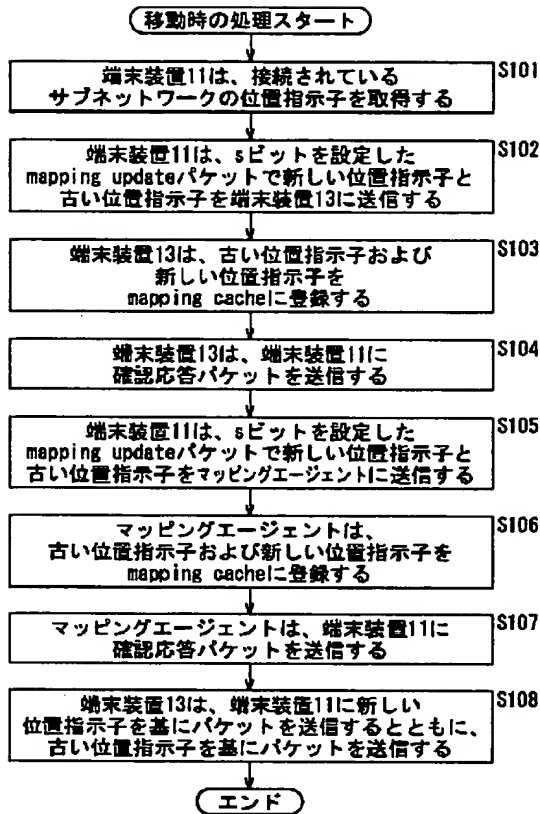 移動時の処理スタート
S101
端末装置11は、接続されている
サブネットワークの位置指示子を取得する
S102
端末装置11は、sビットを設定した
mapping updateパケットで新しい位置指示子と
古い位置指示子を端末装置13に送信する
S103
端末装置13は、古い位置指示子および
新しい位置指示子を
mapping cacheに登録する
S104
端末装置13は、端末装置11に
確認応答パケットを送信する
S105
端末装置11は、sビットを設定した
mapping updateパケットで新しい位置指示子と
古い位置指示子をマッピングエージェントに送信する
S106
マッピングエージェントは、
古い位置指示子および新しい位置指示子を
mapping cacheに登録する
S107
マッピングエージェントは、端末装置11に
確認応答パケットを送信する
S108
端末装置13は、端末装置11に新しい
位置指示子を基にパケットを送信するとともに、
古い位置指示子を基にパケットを送信する
エンド